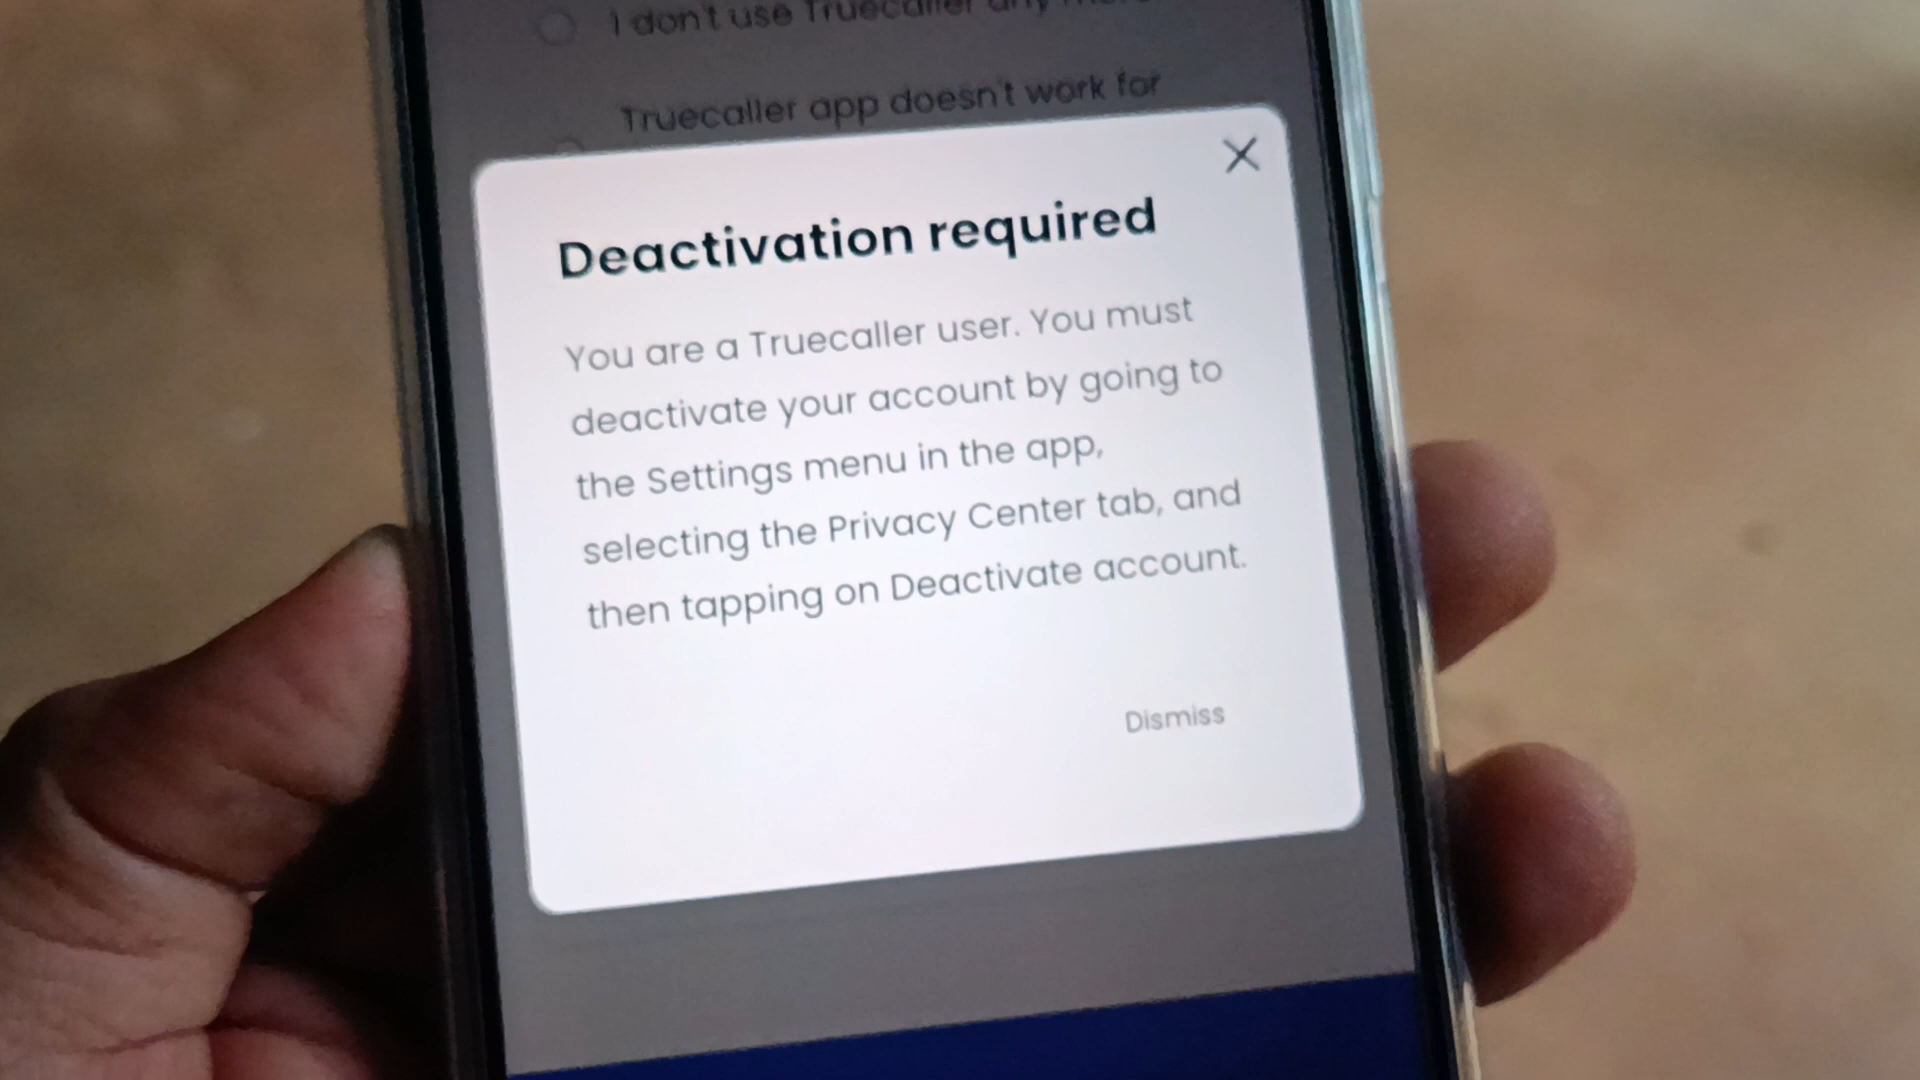 I don't use Truecaller any more
Truecaller app doesn't work for
Deactivation required
You are a Truecaller user. You must
deactivate your account by going to
the Settings menu in the app,
selecting the Privacy Center tab, and
then tapping on Deactivate account.
Dismiss